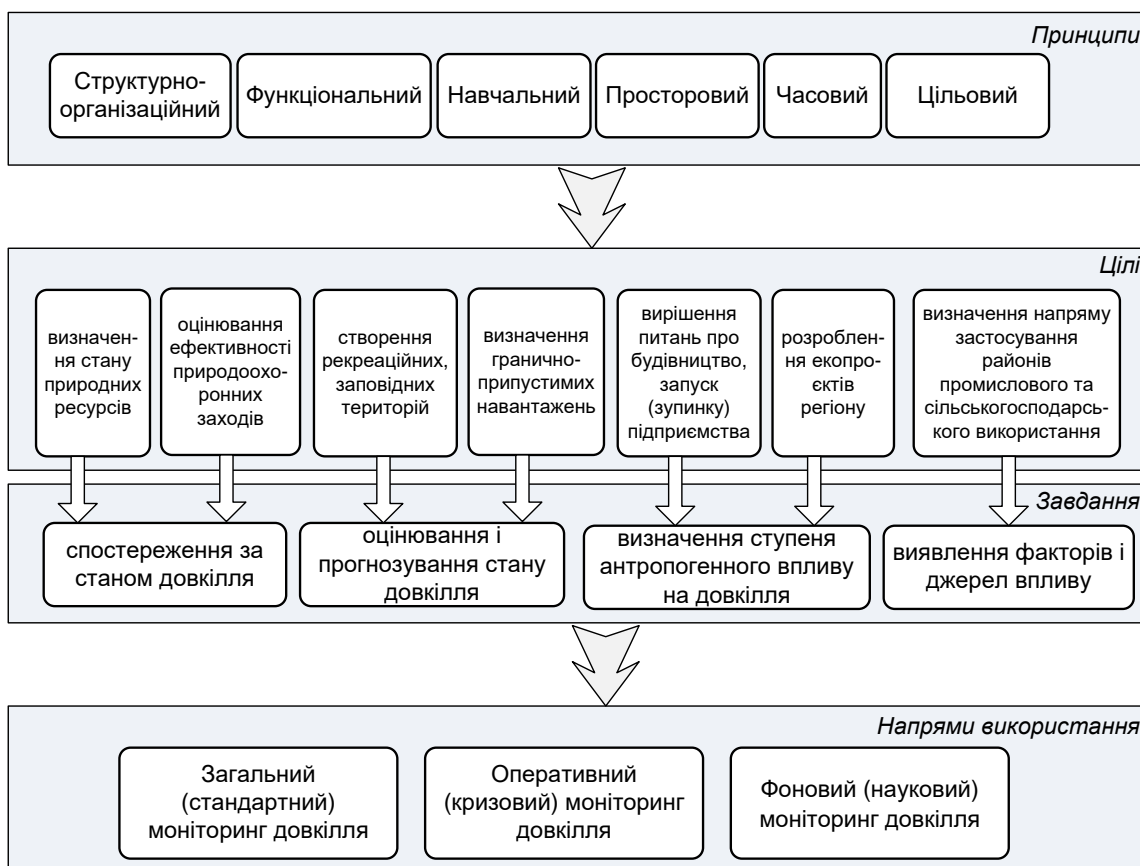 Принципи
Структурно-
організаційний
Функціональний
Навчальний
Просторовий
Часовий
Цільовий
Цілі
визначен-
ня стану
природних
ресурсів
оцінювання
ефективності
природоохо-
ронних
заходів
створення
рекреаційних,
заповідних
територій
визначення
гранично-
припустимих
навантажень
вирішення
питань про
будівництво,
запуск
(зупинку)
підприємства
розроблен-
ня екопро-
єктів
регіону
визначення напряму
застосування
районів
промислового та
сільськогосподарсь-
кого використання
Завдання
спостереження за
станом довкілля
оцінювання і
прогнозування стану
довкілля
визначення ступеня
антропогенного впливу
на довкілля
виявлення факторів і
джерел впливу
Напрями використання
Загальний
(стандартний)
моніторинг довкілля
Оперативний
(кризовий) моніторинг
довкілля
Фоновий (науковий)
моніторинг довкілля